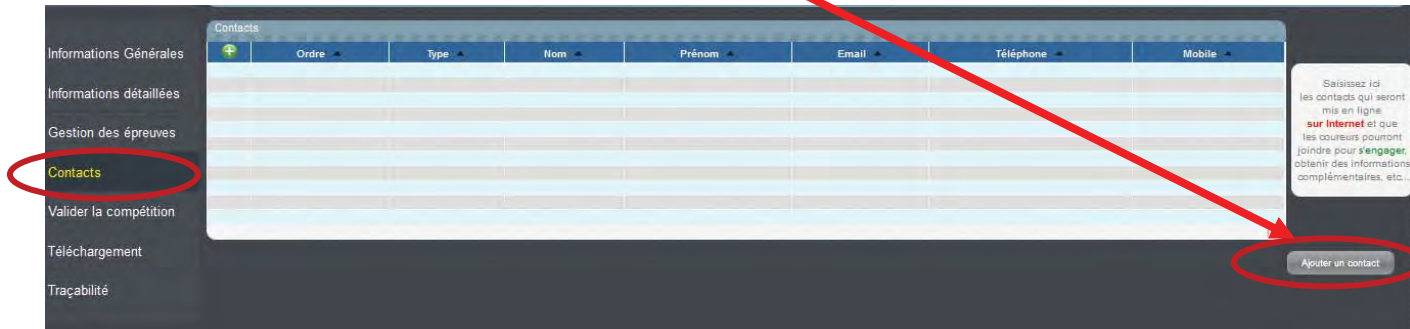 Contacts
Informations Générales
Ordre Type Nom Prénom Email Téléphone Mobile
Informations détaillées
Gestion des épreuves
Contacts
Valider la compétition
Téléchargement
Traçabilité
Saisissez ici
les contacts qui seront
mis en ligne
sur Internet et que
les coureurs pourront
joindre pour s'engager,
obtenir des informations
complémentaires, etc...
Ajouter un contact